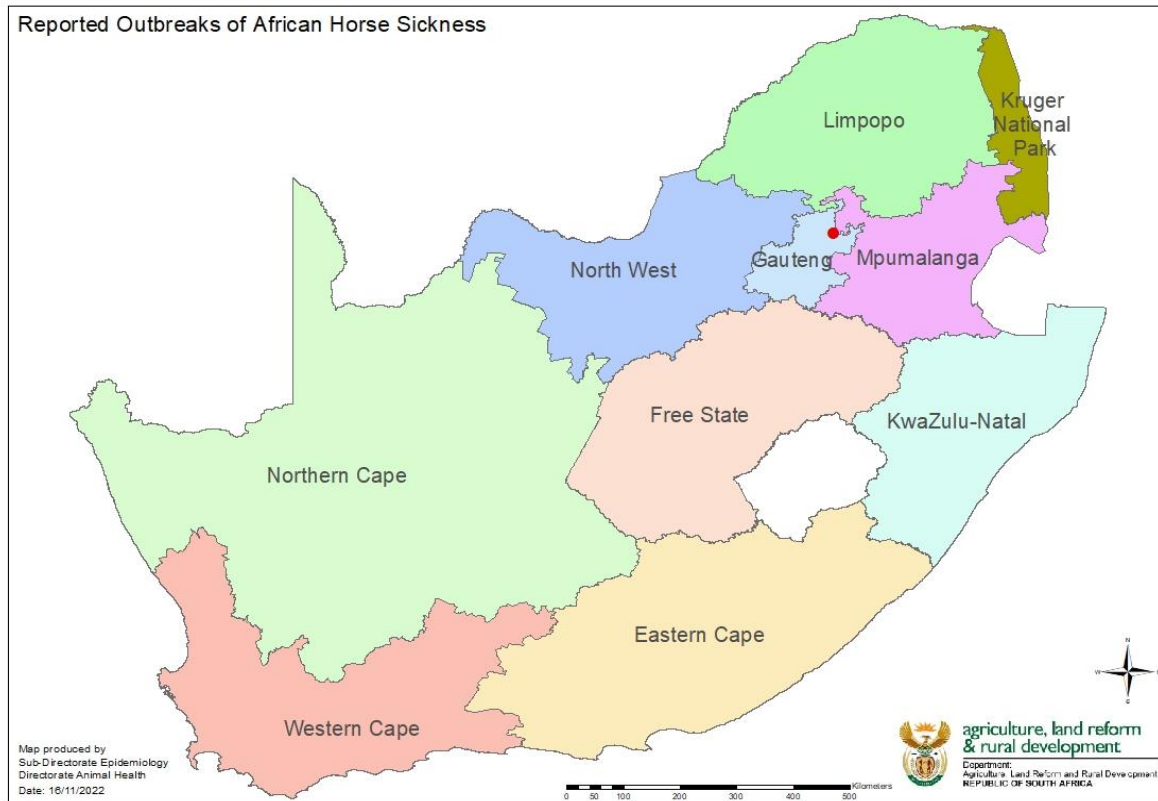 Reported Outbreaks of African Horse Sickness
Limpopo
Kruger
National
Park
North West
Gauteng
Mpumalanga
Free State
KwaZulu-Natal
Northern Cape
Eastern Cape
Western Cape
N
W
Map produced by
Sub-Directorate Epidemiology
Directorate Animal Health
Date: 16/11/2022
Kilometers
0 50 100 200 300 400 500
agriculture, land reform
& rural development
Department:
Agriculture, Land Reform and Rural Development
REPUBLIC OF SOUTH AFRICA